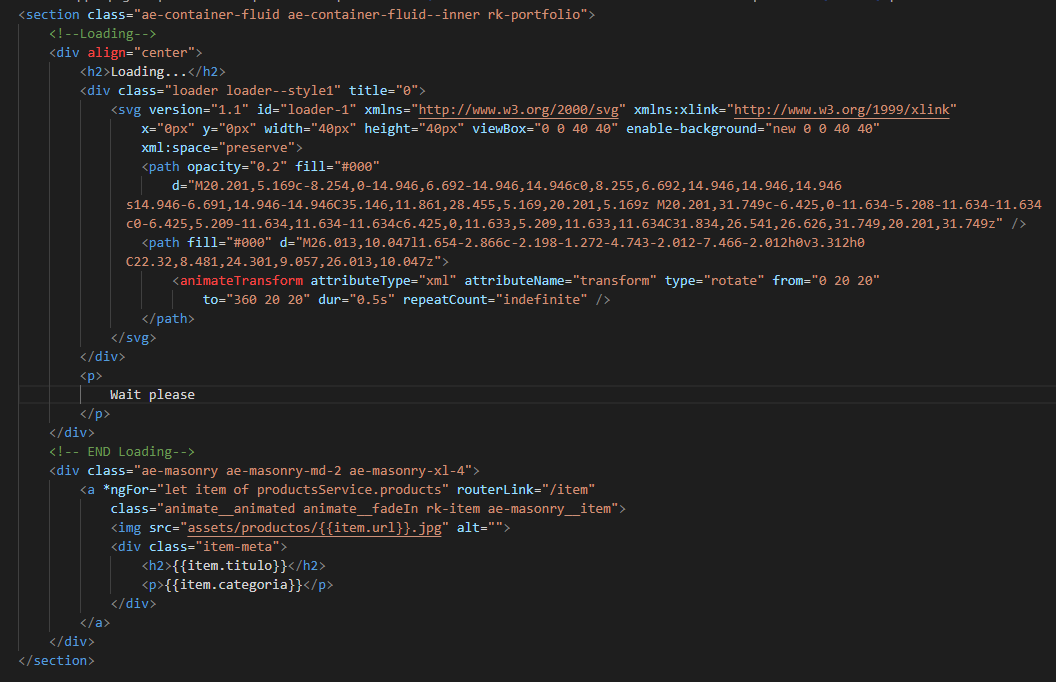 <section class="ae-container-fluid ae-container-fluid--inner rk-portfolio">
<!--Loading-->
<div align="center">
<h2>Loading...</h2>
<div class="loader loader--style1" title="0">
<svg version="1.1" id="loader-1" xmlns="http://www.w3.org/2000/svg" xmlns:xlink="http://www.w3.org/1999/xlink"
x="0px" y="0px" width="40px" height="40px" viewBox="0 0 40 40" enable-background="new 0 0 40 40"
xml:space="preserve">
<path opacity="0.2" fill="#000"
d="M20.201,5.169c-8.254,0-14.946,6.692-14.946,14.946c0,8.255,6.692,14.946,14.946,14.946
s14.946-6.691,14.946-14.946C35.146,11.861,28.455,5.169,20.201,5.169z M20.201,31.749c-6.425,0-11.634-5.208-11.634-11.634
c0-6.425,5.209-11.634,11.634-11.634c6.425,0,11.633,5.209,11.633,11.634C31.834,26.541,26.626,31.749,20.201,31.749z" />
<path fill="#000" d="M26.013,10.047l1.654-2.866c-2.198-1.272-4.743-2.012-7.466-2.012h0v3.312h0
C22.32,8.481,24.301,9.057,26.013,10.047z">
<animateTransform attributeType="xml" attributeName="transform" type="rotate" from="0 20 20"
to="360 20 20" dur="0.5s" repeatCount="indefinite" />
</path>
</svg>
</div>
<p>
Wait please
</p>
</div>
<!-- END Loading-->
<div class="ae-masonry ae-masonry-md-2 ae-masonry-xl-4">
<a *ngFor="let item of productsService.products" routerLink="/item"
class="animate__animated animate__fadeIn rk-item ae-masonry__item">
<img src="assets/productos/{{item.url}}.jpg" alt="">
<div class="item-meta">
<h2>{{item.titulo}}</h2>
<p>{{item.categoria}}</p>
</div>
</a>
</div>
</section>